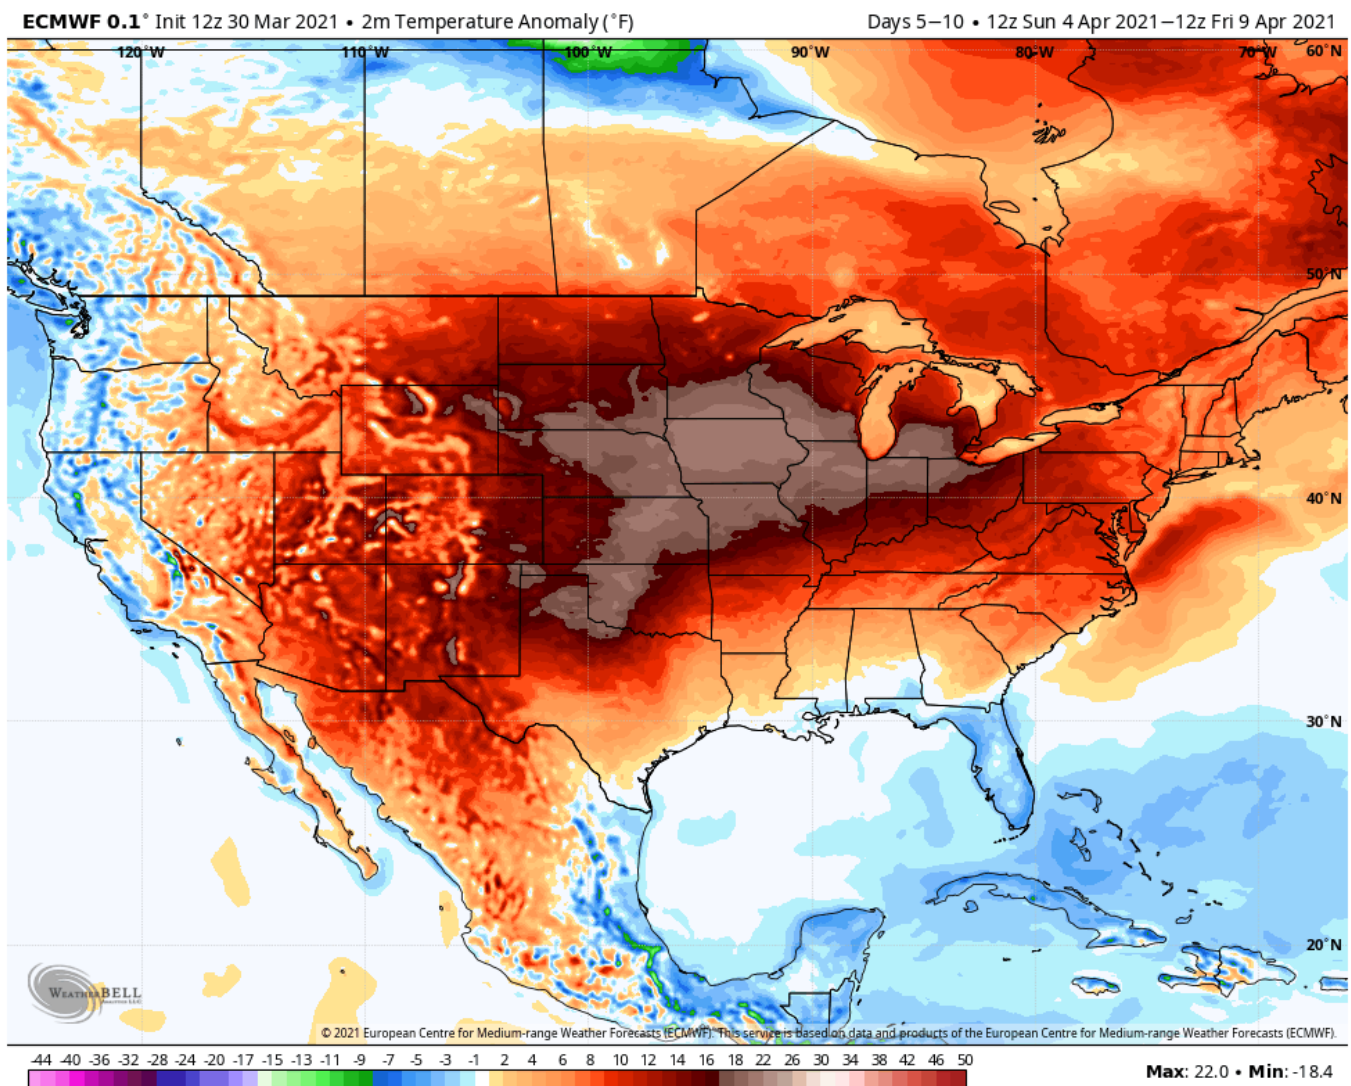 ECMWF 0.1° Init 12z 30 Mar 2021 • 2m Temperature Anomaly (°F)
Days 5−10 • 12z Sun 4 Apr 2021−12z Fri 9 Apr 2021
120°W 110°W 100°W 90°W 80°W 70°W 60°N
50°N
40°N
30°N
20°N
WEATHERBELL
© 2021 European Centre for Medium-range Weather Forecasts (ECMWF). This service is based on data and products of the European Centre for Medium-range Weather Forecasts (ECMWF).
-44 -40 -36 -32 -28 -24 -20 -17 -15 -13 -11 -9 -7 -5 -3 -1 2 4 6 8 10 12 14 16 18 22 26 30 34 38 42 46 50
Max: 22.0 • Min: -18.4